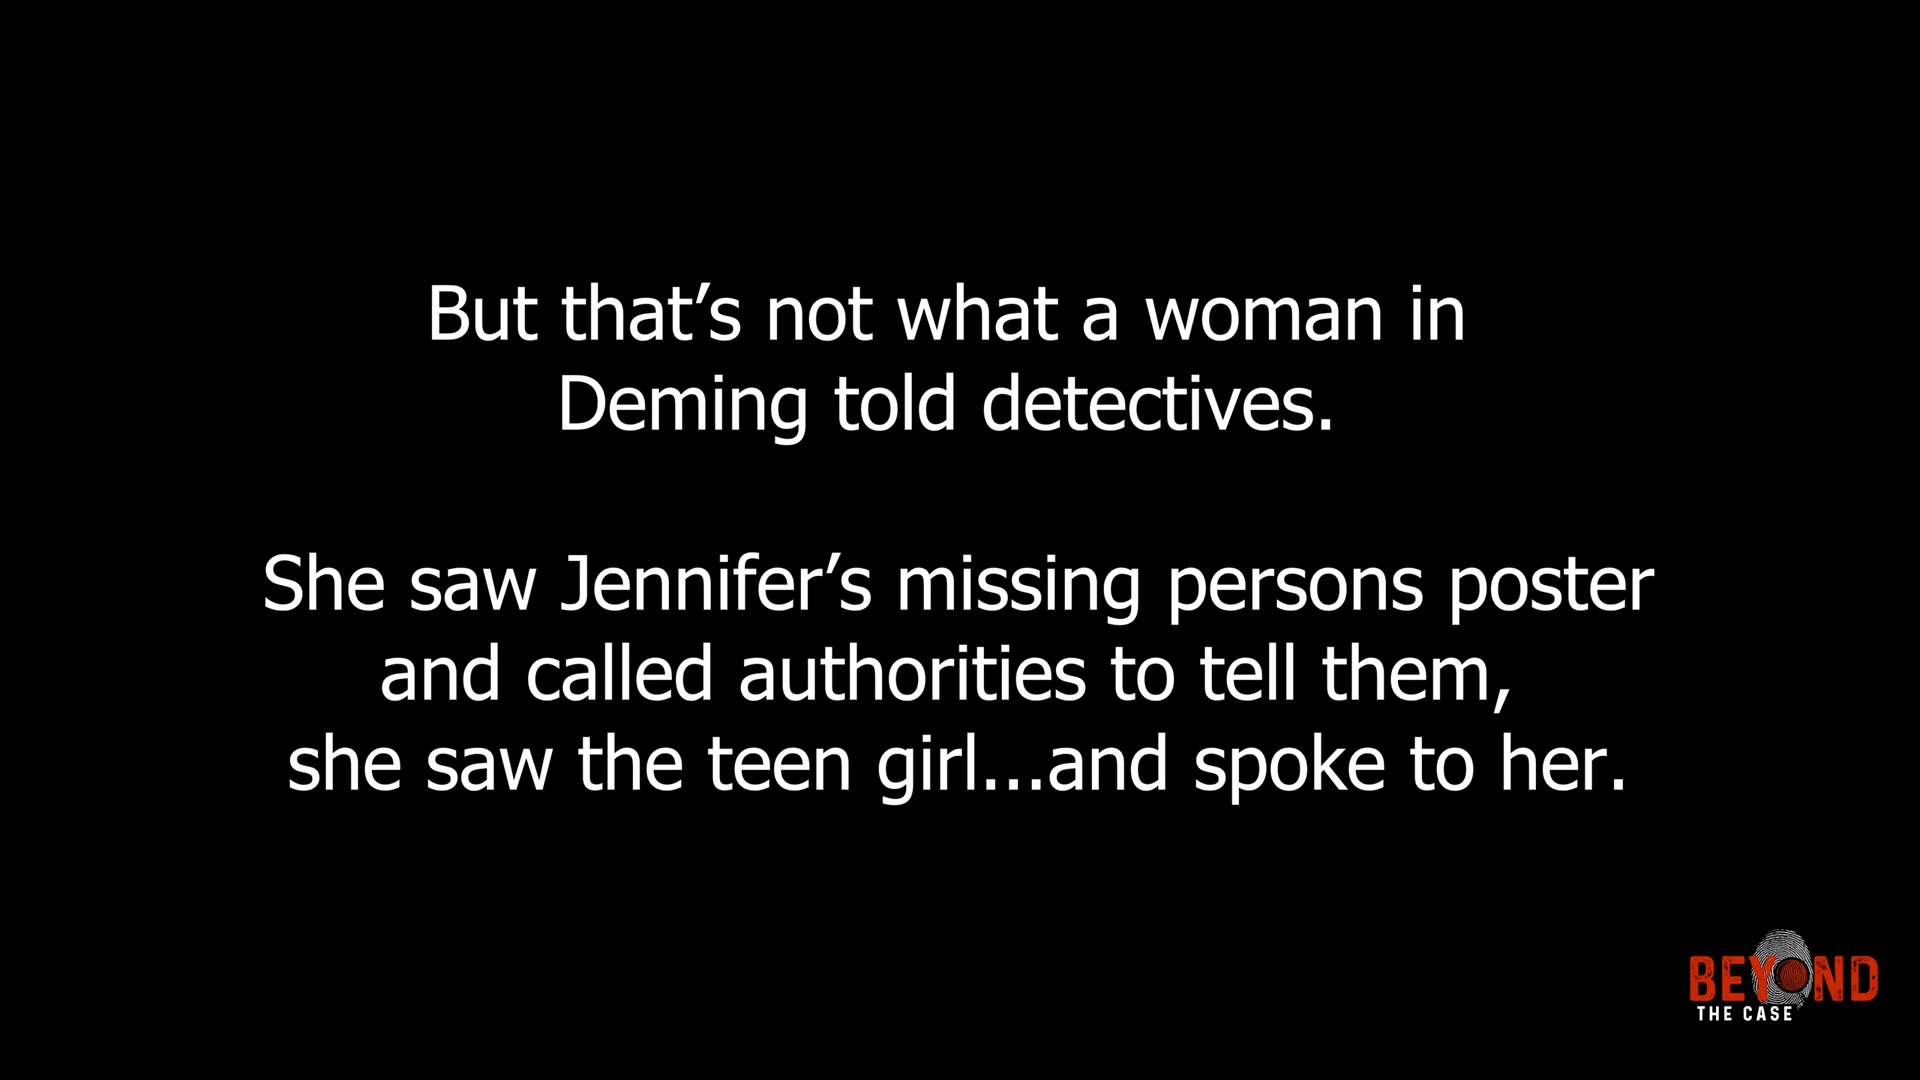 But that’s not what a woman in
Deming told detectives.
She saw Jennifer’s missing persons poster
and called authorities to tell them,
she saw the teen girl...and spoke to her.
BEYOND
THE CASE